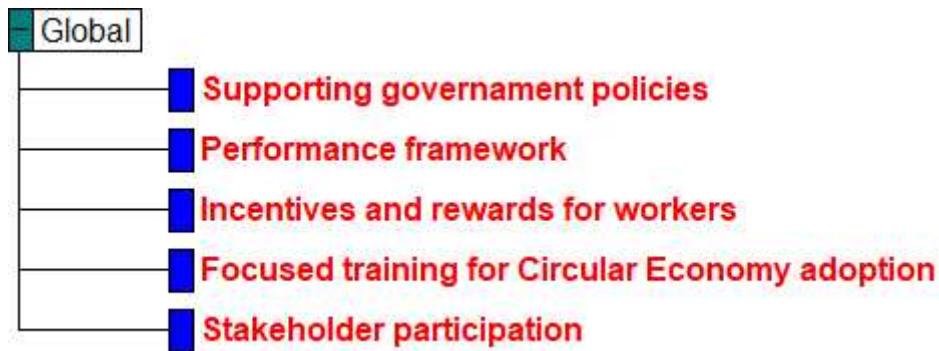 Global
Supporting governament policies
Performance framework
Incentives and rewards for workers
Focused training for Circular Economy adoption
Stakeholder participation